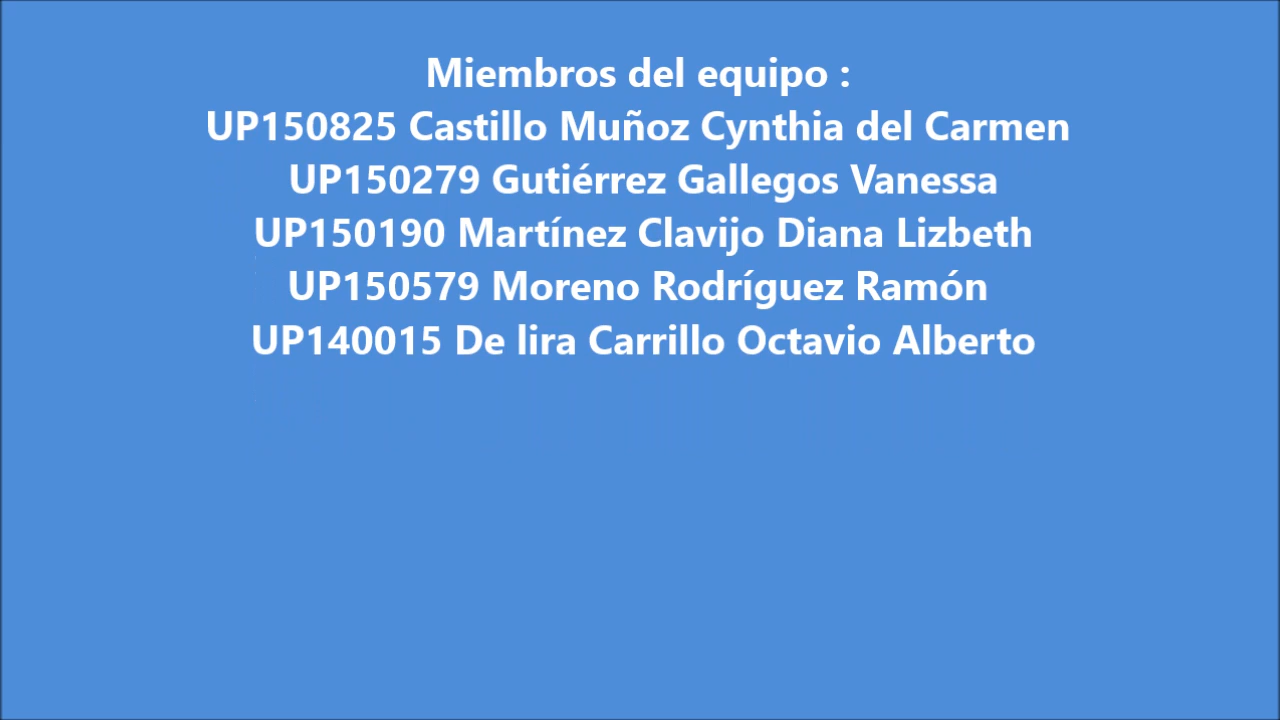 Miembros del equipo :
UP150825 Castillo Muñoz Cynthia del Carmen
UP150279 Gutiérrez Gallegos Vanessa
UP150190 Martínez Clavijo Diana Lizbeth
UP150579 Moreno Rodríguez Ramón
UP140015 De lira Carrillo Octavio Alberto